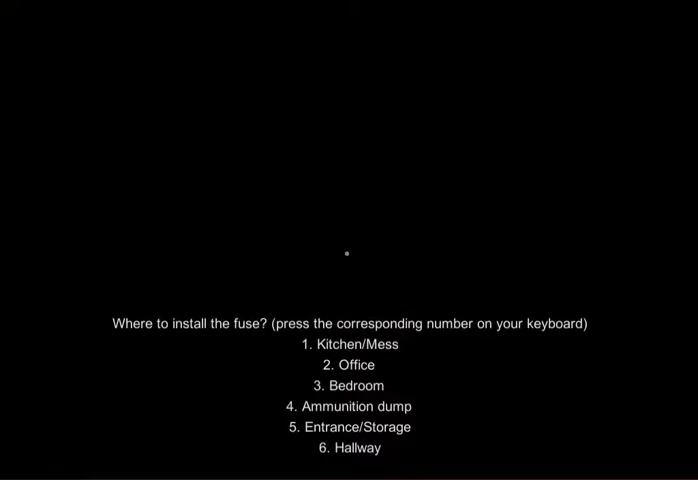 Where to install the fuse? (press the corresponding number on your keyboard)
1. Kitchen/Mess
2. Office
3. Bedroom
4. Ammunition dump
5. Entrance/Storage
6. Hallway